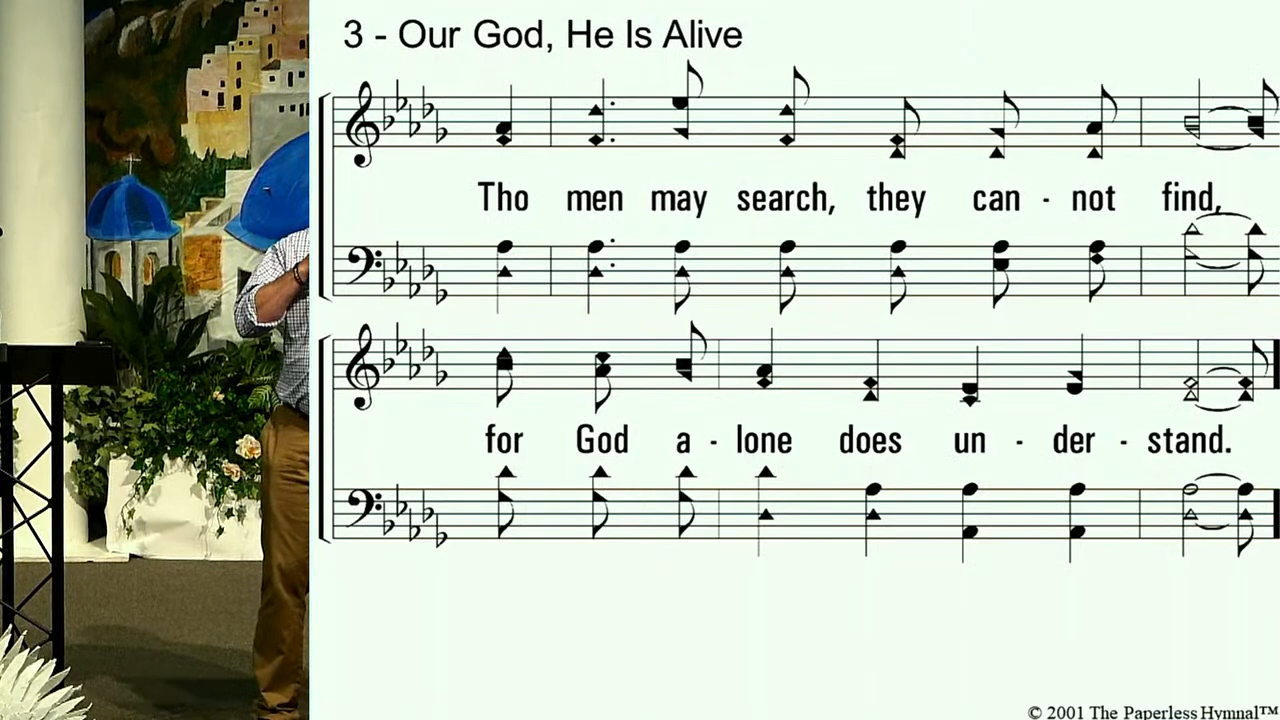 3 - Our God, He Is Alive
Tho men may search, they can - not find,
for God a - lone does un - der - stand.
© 2001 The Paperless Hymnal™